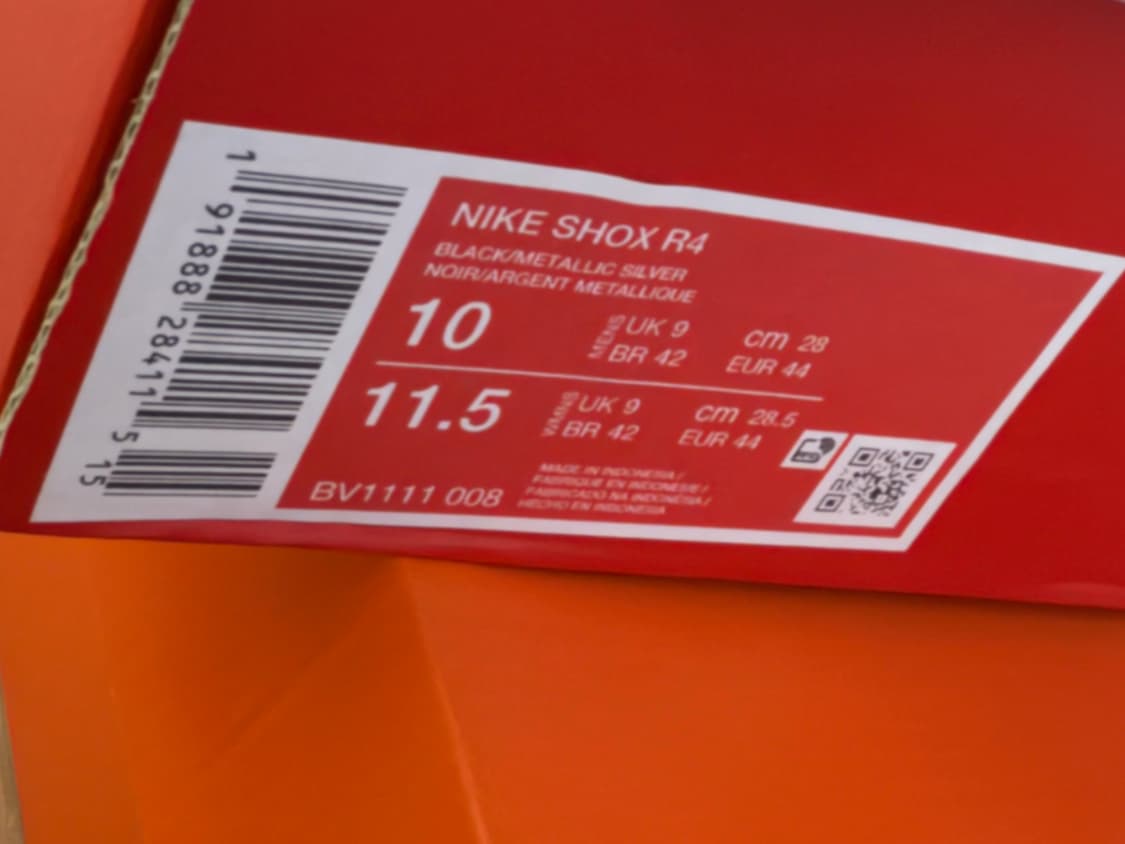 1 91888 28411 5 15
NIKE SHOX R4
BLACK/METALLIC SILVER
NOIR/ARGENT METALLIQUE
10 MENS UK 9 cm 28
BR 42 EUR 44
11.5 WMNS UK 9 cm 28.5
BR 42 EUR 44
MADE IN INDONESIA /
FABRIQUE EN INDONESIE /
FABRICADO NA INDONESIA /
HECHO EN INDONESIA
BV1111 008